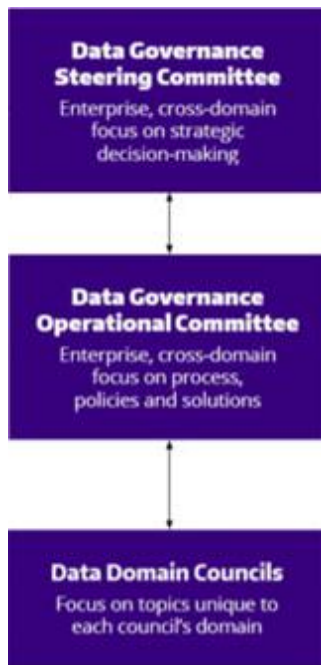 Data Governance
Steering Committee
Enterprise, cross-domain
focus on strategic
decision-making
Data Governance
Operational Committee
Enterprise, cross-domain
focus on process,
policies and solutions
Data Domain Councils
Focus on topics unique to
each council's domain